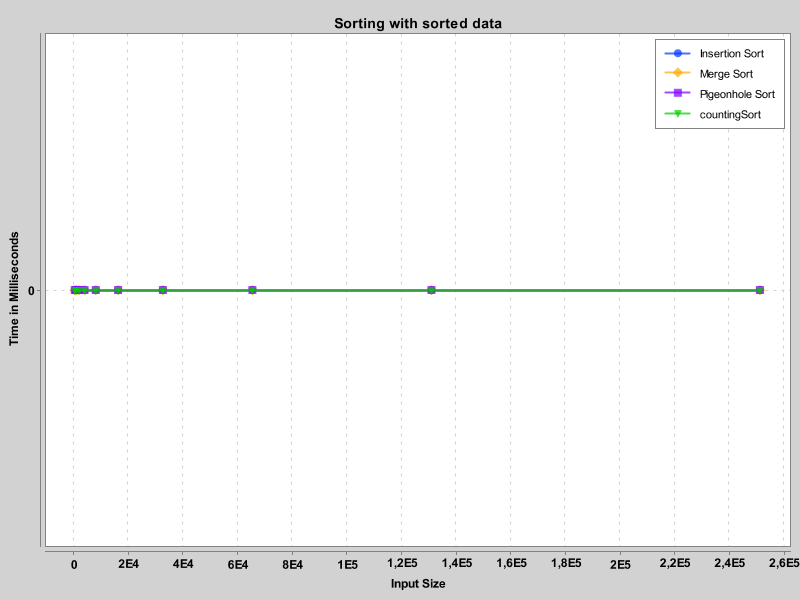 Sorting with sorted data
Insertion Sort
Merge Sort
Pigeonhole Sort
countingSort
Time in Milliseconds
0
0 2E4 4E4 6E4 8E4 1E5 1,2E5 1,4E5 1,6E5 1,8E5 2E5 2,2E5 2,4E5 2,6E5
Input Size